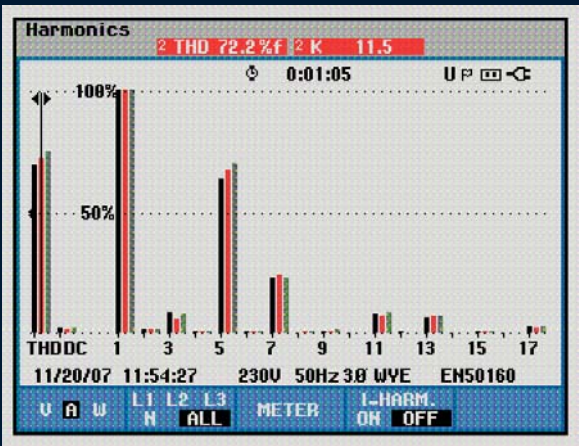 Harmonics
2 THD 72.2%f 2 K 11.5
0:01:05 U
100%
50%
THDDC 1 3 5 7 9 11 13 15 17
11/20/07 11:54:27 230V 50Hz 3Ø WYE EN50160
V A W L1 L2 L3 N ALL METER I-HARM. ON OFF